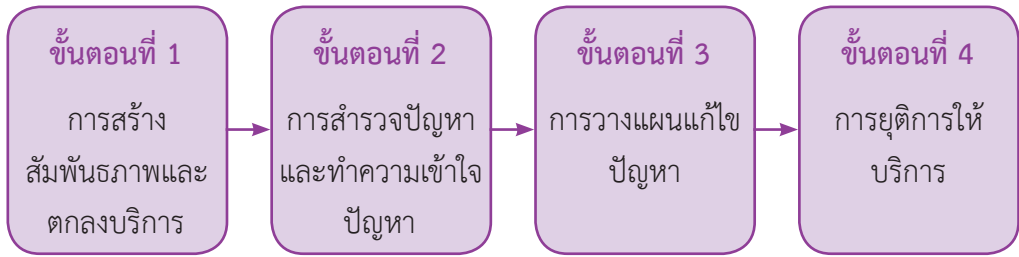 ขั้นตอนที่ 1
การสร้าง
สัมพันธภาพและ
ตกลงบริการ
ขั้นตอนที่ 2
การสำรวจปัญหา
และทำความเข้าใจ
ปัญหา
ขั้นตอนที่ 3
การวางแผนแก้ไข
ปัญหา
ขั้นตอนที่ 4
การยุติการให้
บริการ